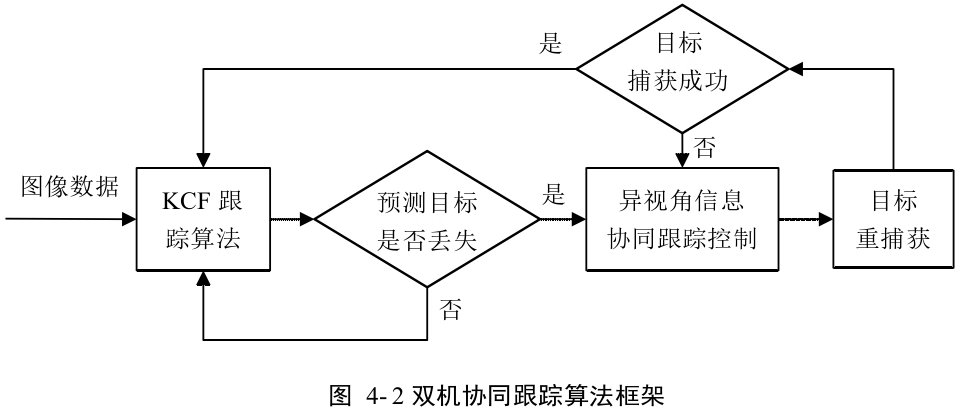 是
目标
捕获成功
否
图像数据
KCF 跟
踪算法
预测目标
是否丢失
是
异视角信息
协同跟踪控制
目标
重捕获
否
图 4-2 双机协同跟踪算法框架